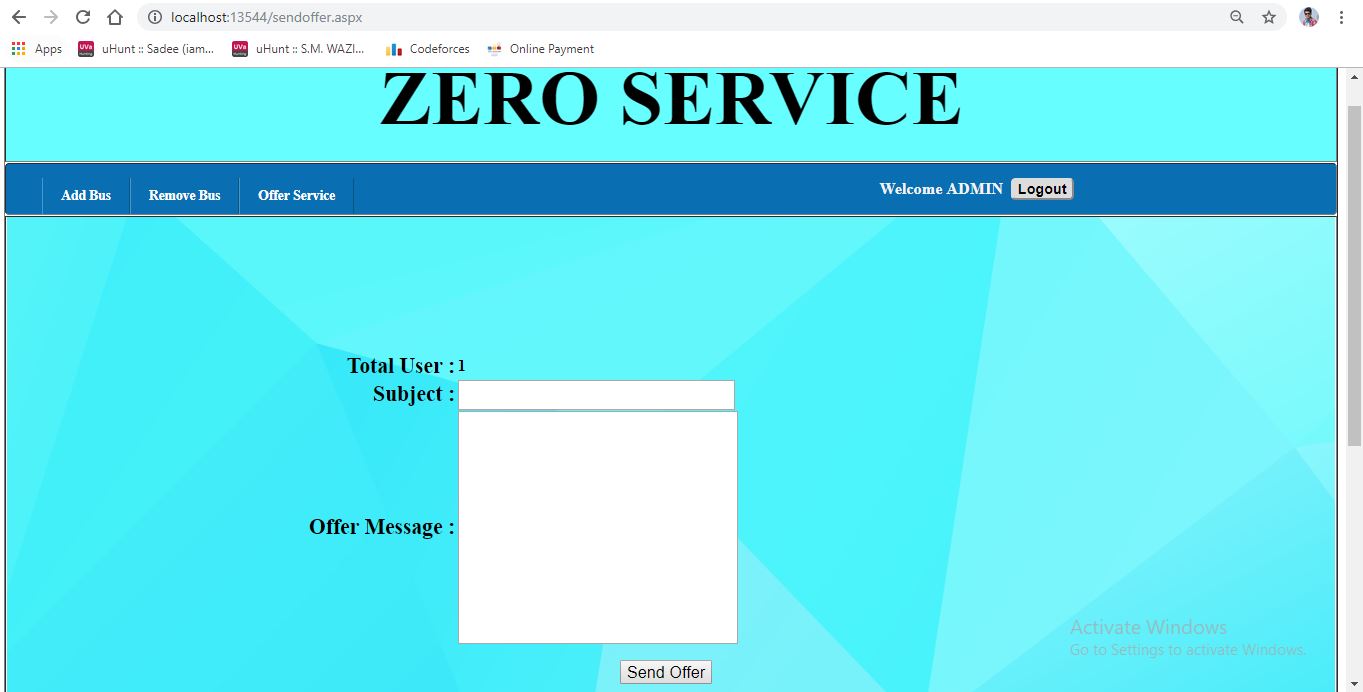 localhost:13544/sendoffer.aspx
Apps UVa uHunt :: Sadee (iam... UVa uHunt :: S.M. WAZI... Codeforces Online Payment
ZERO SERVICE
Add Bus Remove Bus Offer Service Welcome ADMIN Logout
Total User : 1
Subject :
Offer Message :
Send Offer
Activate Windows
Go to Settings to activate Windows.